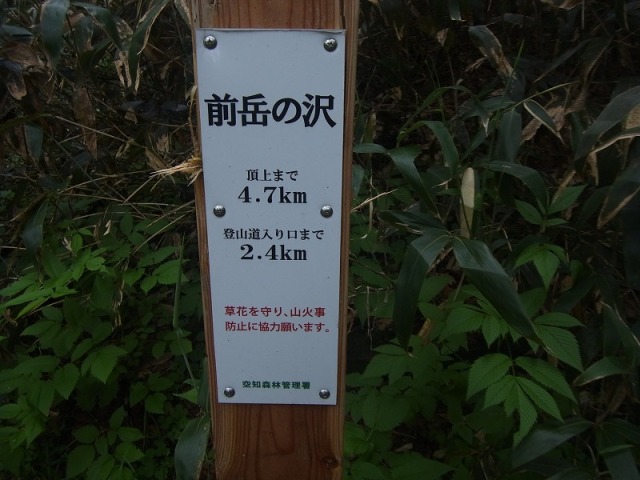 前岳の沢
頂上まで
4.7km
登山道入り口まで
2.4km
草花を守り、山火事
防止に協力願います。
空知森林管理署